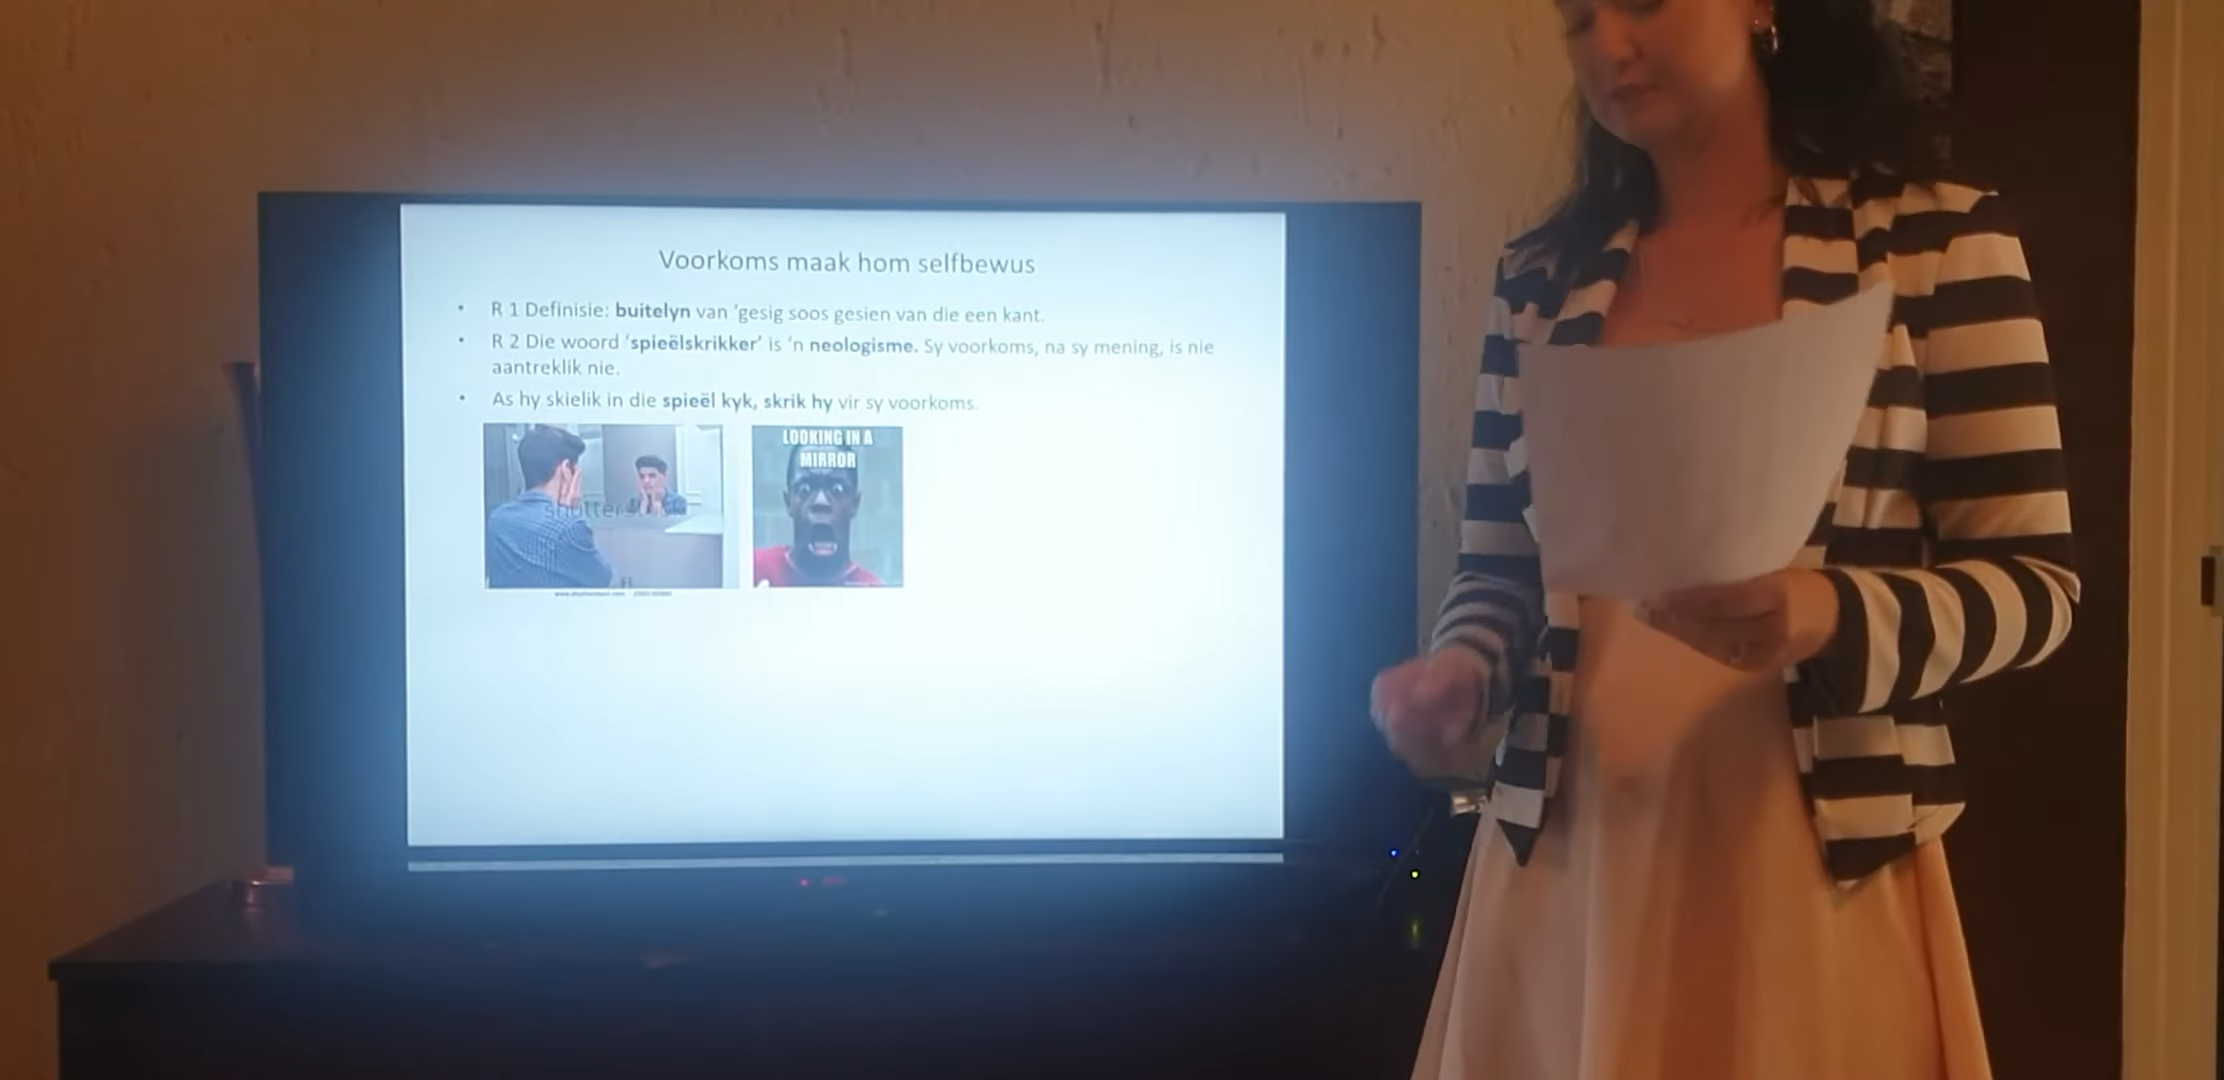 Voorkoms maak hom selfbewus
• R 1 Definisie: buitelyn van 'gesig soos gesien van die een kant.
• R 2 Die woord 'spieëlskrikker' is 'n neologisme. Sy voorkoms, na sy mening, is nie
aantreklik nie.
• As hy skielik in die spieël kyk, skrik hy vir sy voorkoms.
LOOKING IN A
MIRROR
shutterstock